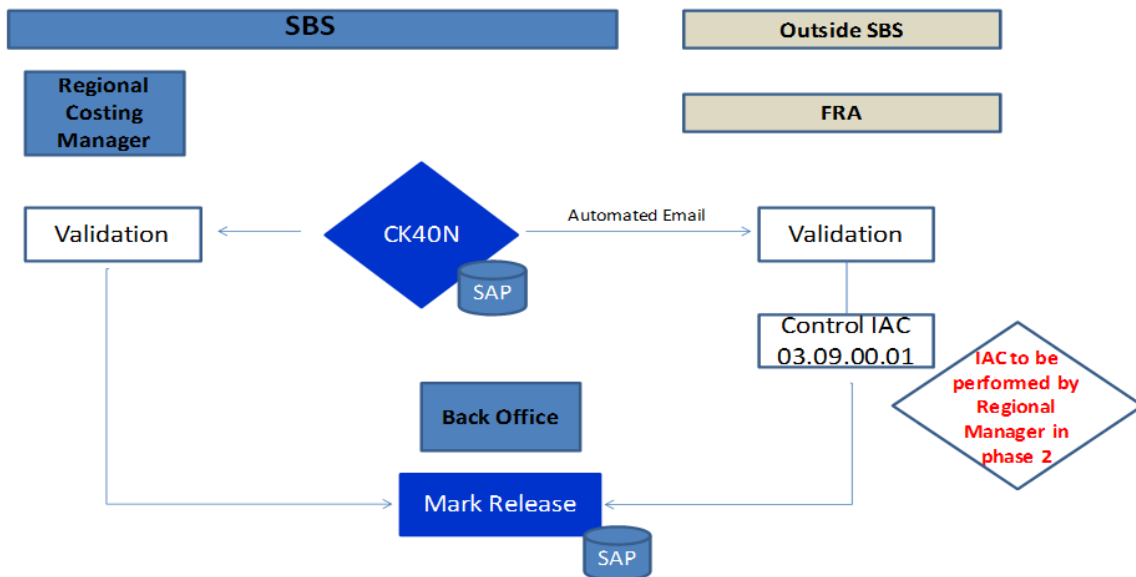 SBS
Outside SBS
Regional
Costing
Manager
FRA
Validation
CK40N
SAP
Automated Email
Validation
Control IAC
03.09.00.01
IAC to be
performed by
Regional
Manager in
phase 2
Back Office
Mark Release
SAP